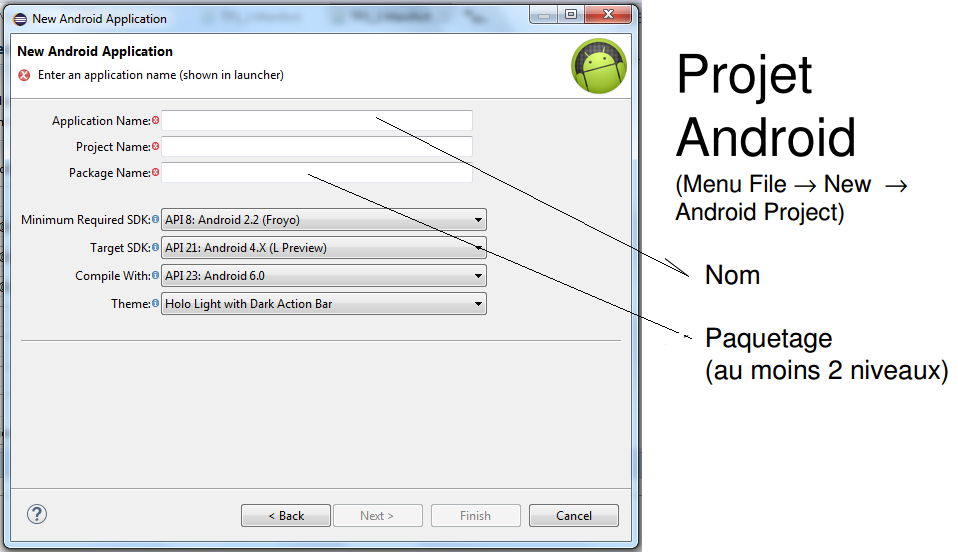 New Android Application
New Android Application
Enter an application name (shown in launcher)
Application Name:
Project Name:
Package Name:
Minimum Required SDK: API 8: Android 2.2 (Froyo)
Target SDK: API 21: Android 4.X (L Preview)
Compile With: API 23: Android 6.0
Theme: Holo Light with Dark Action Bar
?
< Back
Next >
Finish
Cancel
Projet
Android
(Menu File → New →
Android Project)
Nom
Paquetage
(au moins 2 niveaux)